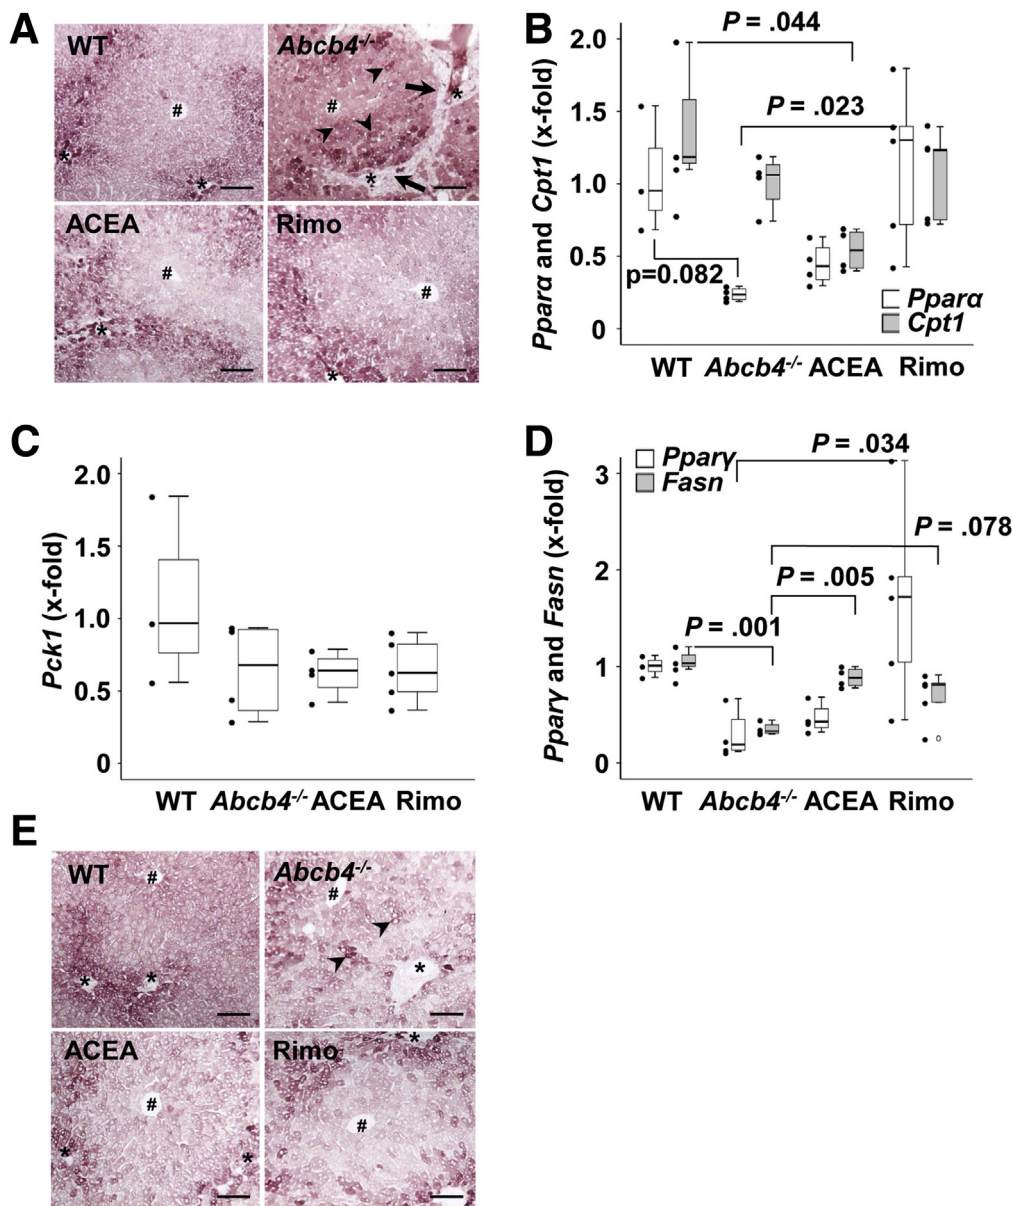 A
WT
Abcb4-/-
#
#
*
*
*
*
ACEA
Rimo
#
#
*
*
B
Pparα and Cpt1 (x-fold)
2.0
1.5
1.0
0.5
0
P = .044
P = .023
p=0.082
Pparα
Cpt1
WT Abcb4-/- ACEA Rimo
C
Pck1 (x-fold)
2.0
1.5
1.0
0.5
0
WT Abcb4-/- ACEA Rimo
D
Pparγ and Fasn (x-fold)
3
2
1
0
Pparγ
Fasn
P = .034
P = .078
P = .005
P = .001
WT Abcb4-/- ACEA Rimo
E
WT
Abcb4-/-
#
#
*
*
*
ACEA
Rimo
*
#
#
*
*